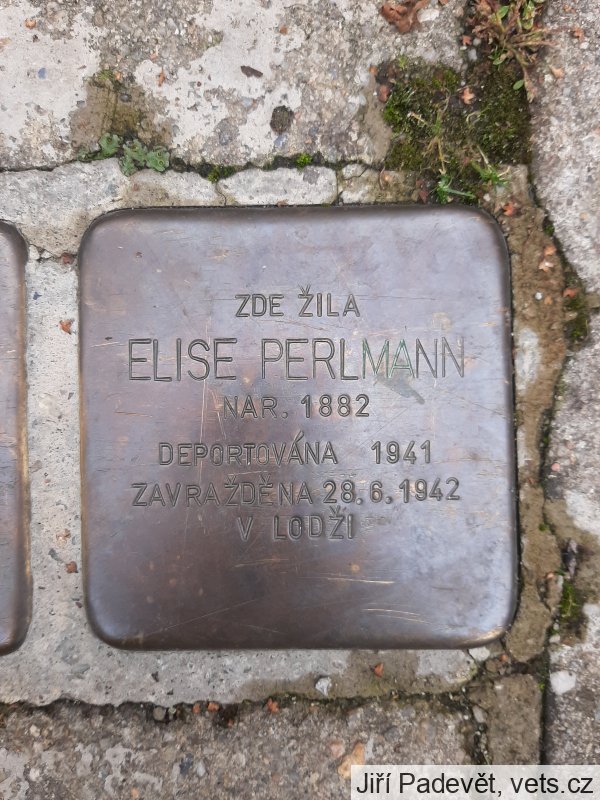 ZDE ŽILA
ELISE PERLMANN
NAR. 1882
DEPORTOVÁNA 1941
ZAVRAŽDĚNA 28.6.1942
V LODŽI
Jiří Padevět, vets.cz